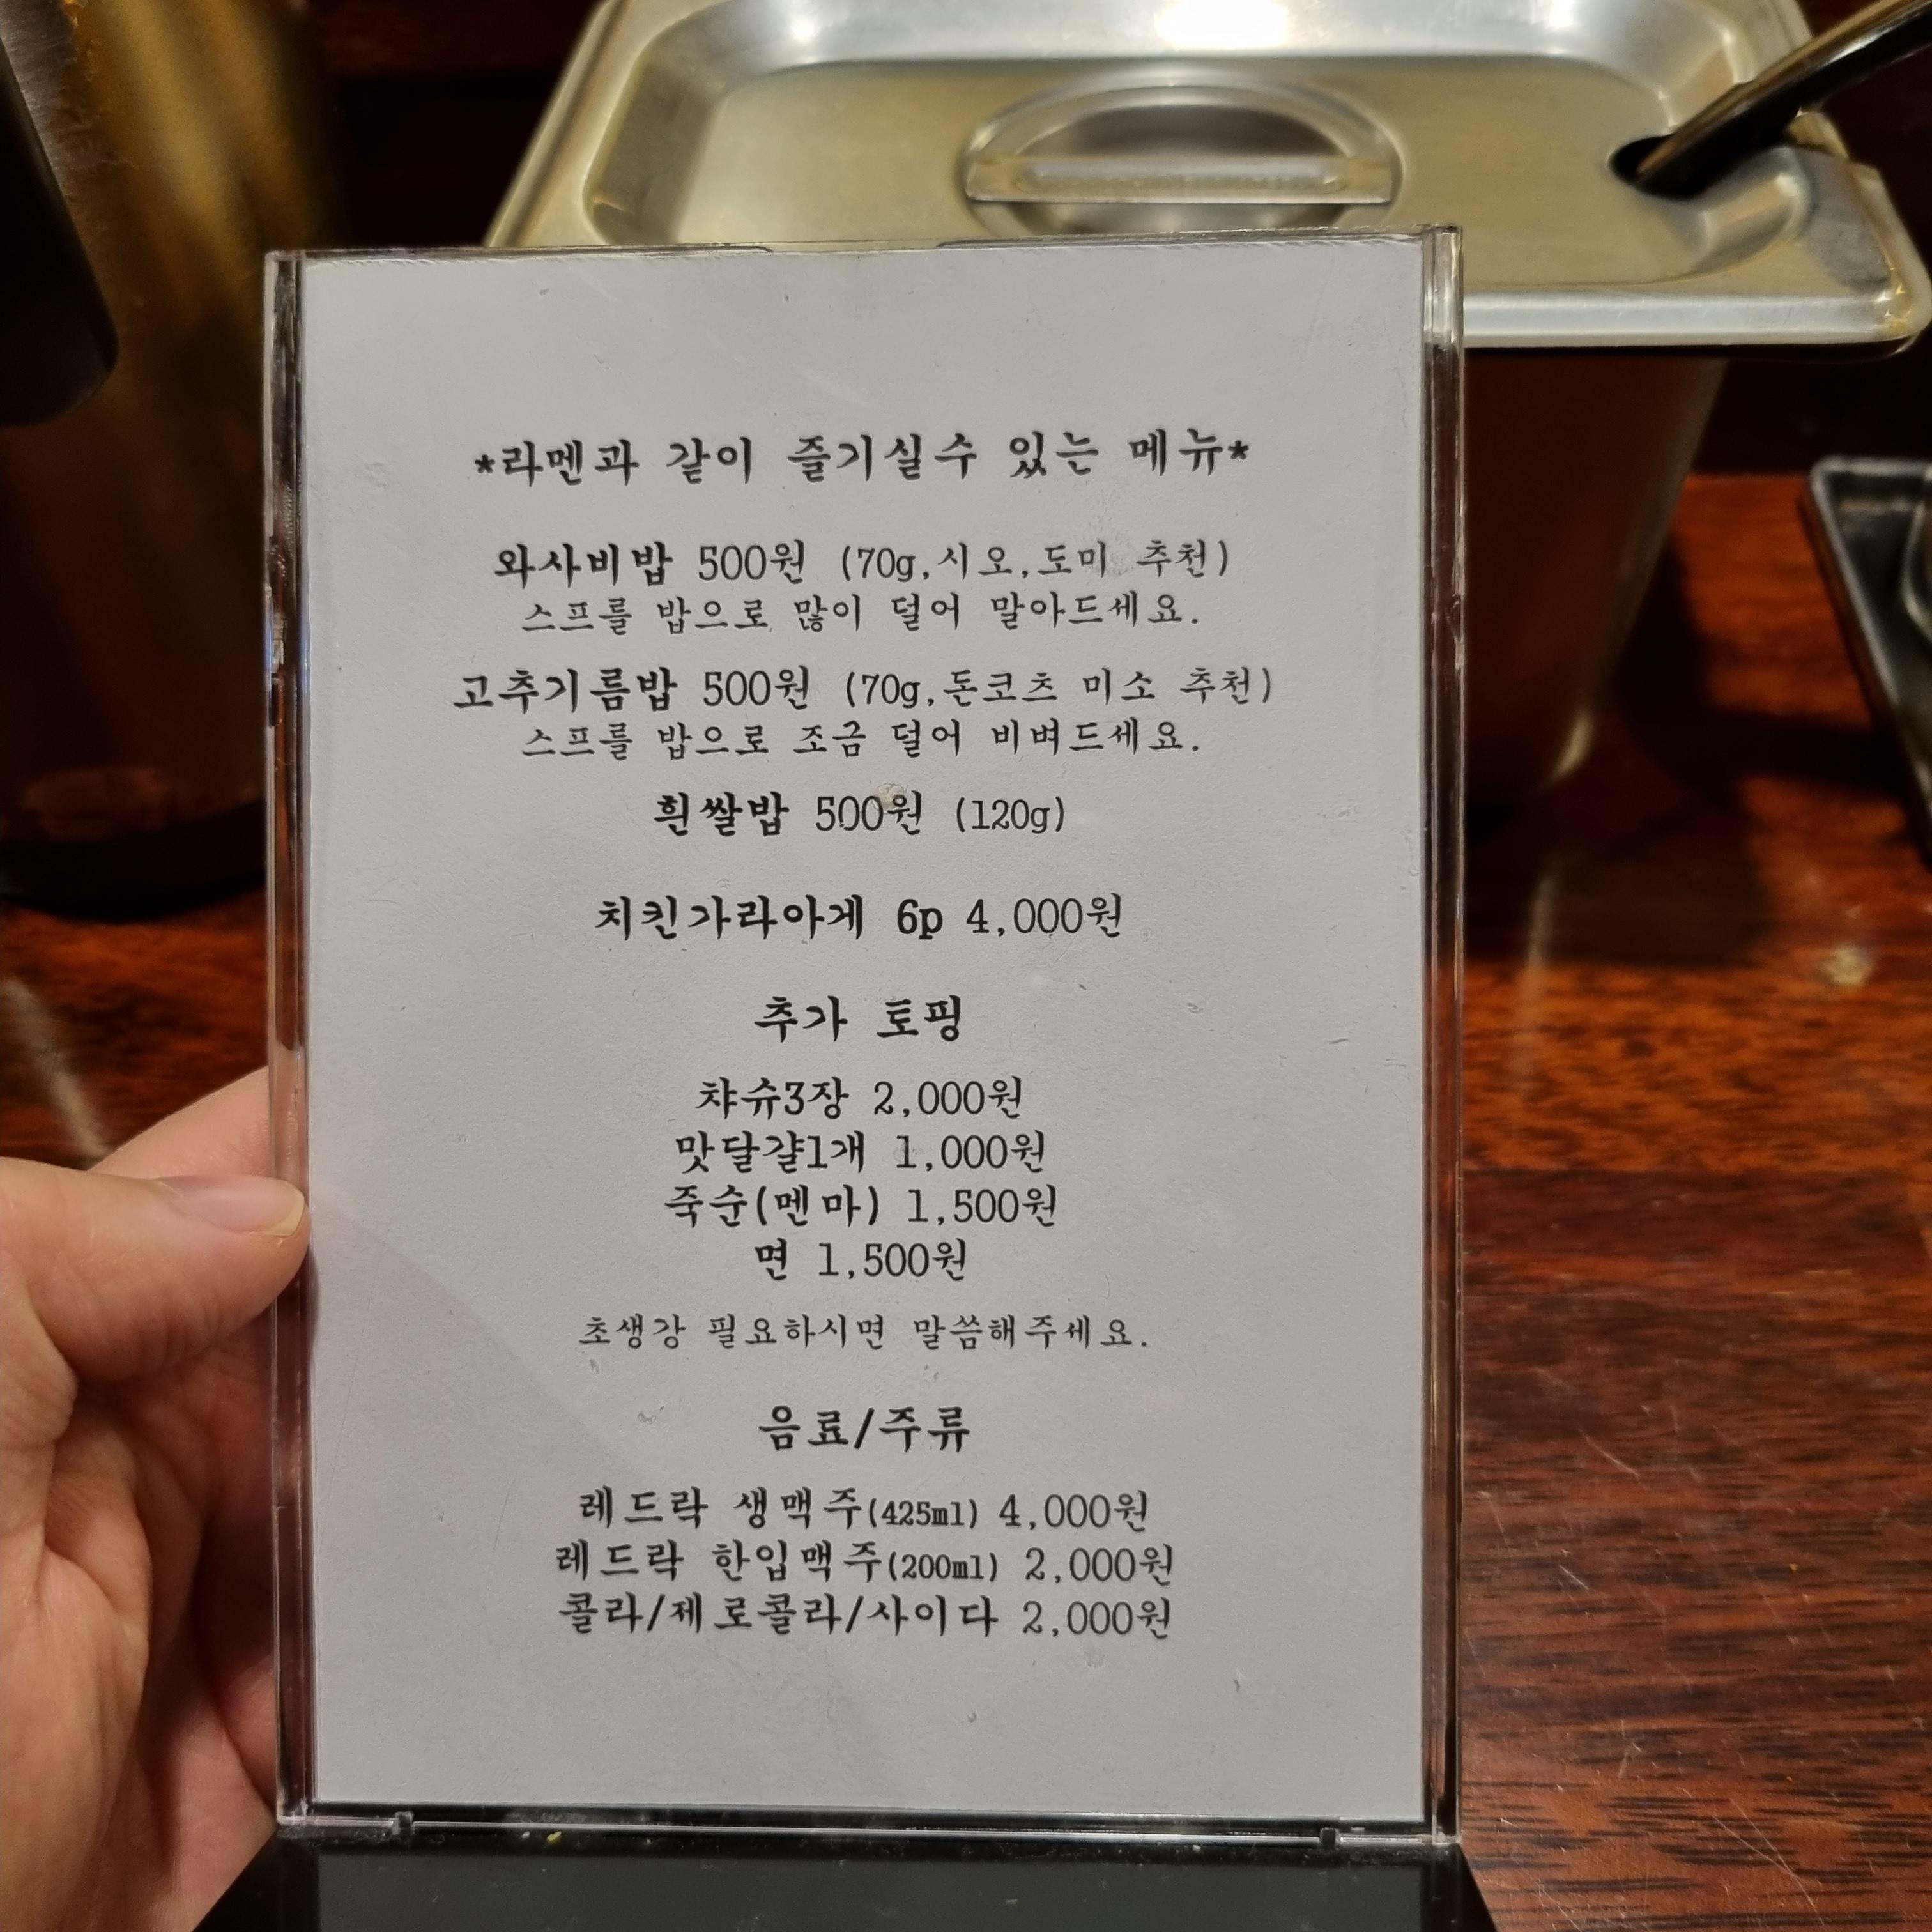 *라멘과 같이 즐기실수 있는 메뉴*
와사비밥 500원 (70g,시오,도미 추천)
스프를 밥으로 많이 덜어 말아드세요.
고추기름밥 500원 (70g,돈코츠 미소 추천)
스프를 밥으로 조금 덜어 비벼드세요.
흰쌀밥 500원 (120g)
치킨가라아게 6p 4,000원
추가 토핑
챠슈3장 2,000원
맛달걀1개 1,000원
죽순(멘마) 1,500원
면 1,500원
초생강 필요하시면 말씀해주세요.
음료/주류
레드락 생맥주(425ml) 4,000원
레드락 한입맥주(200ml) 2,000원
콜라/제로콜라/사이다 2,000원